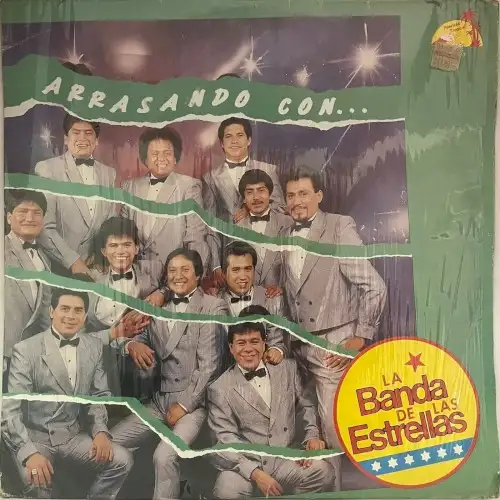 ARRASANDO CON...
LA
Banda
DE LAS
Estrellas